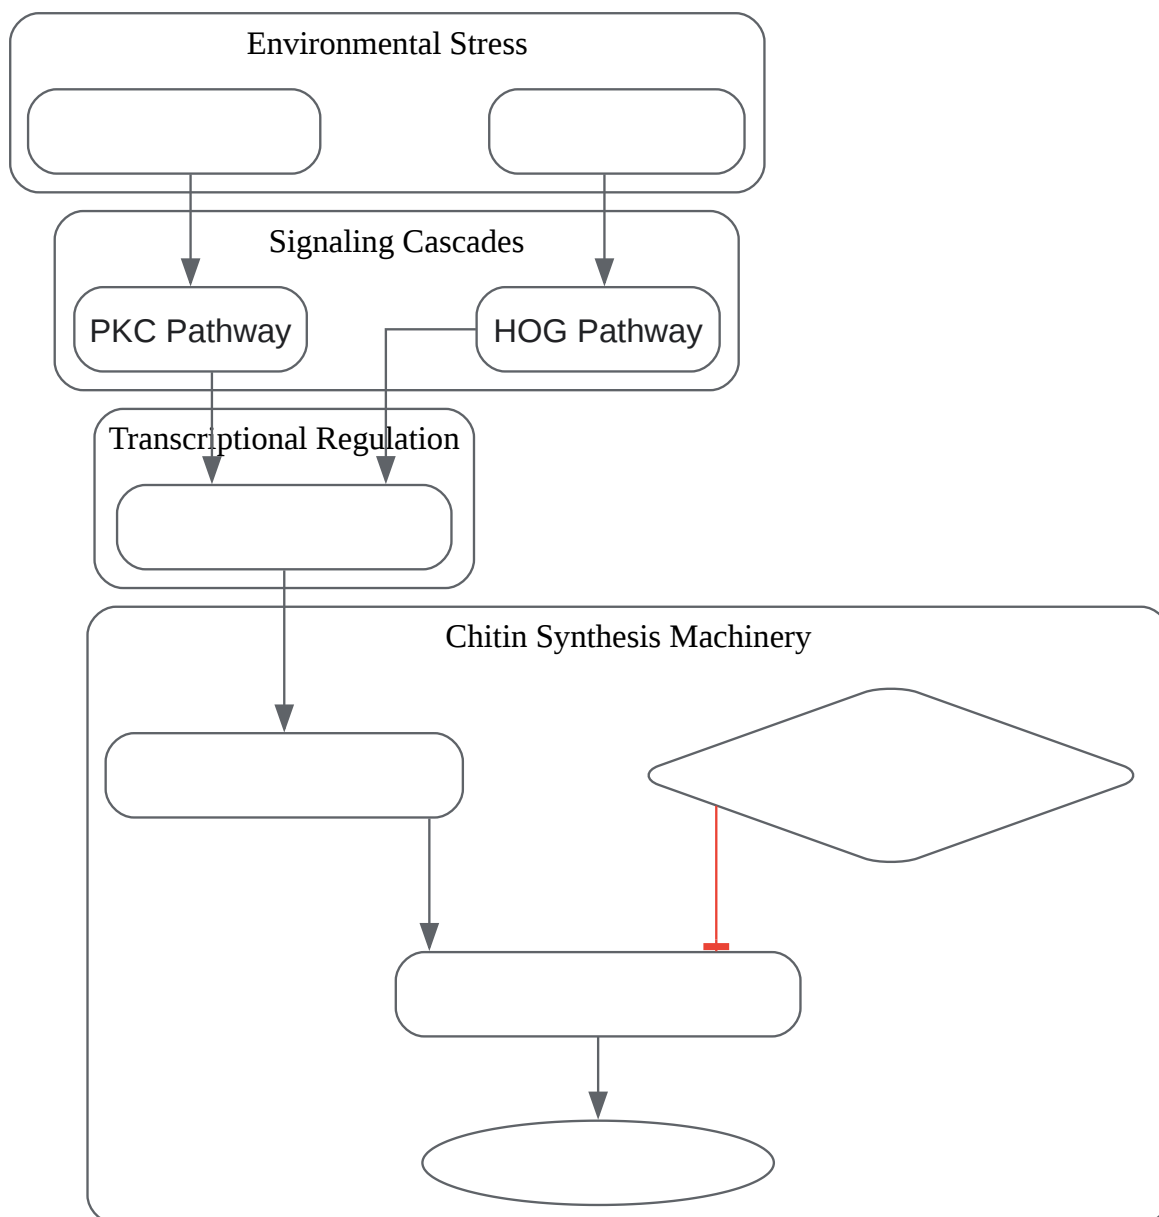 Environmental Stress
Signaling Cascades
PKC Pathway
HOG Pathway
Transcriptional Regulation
Chitin Synthesis Machinery